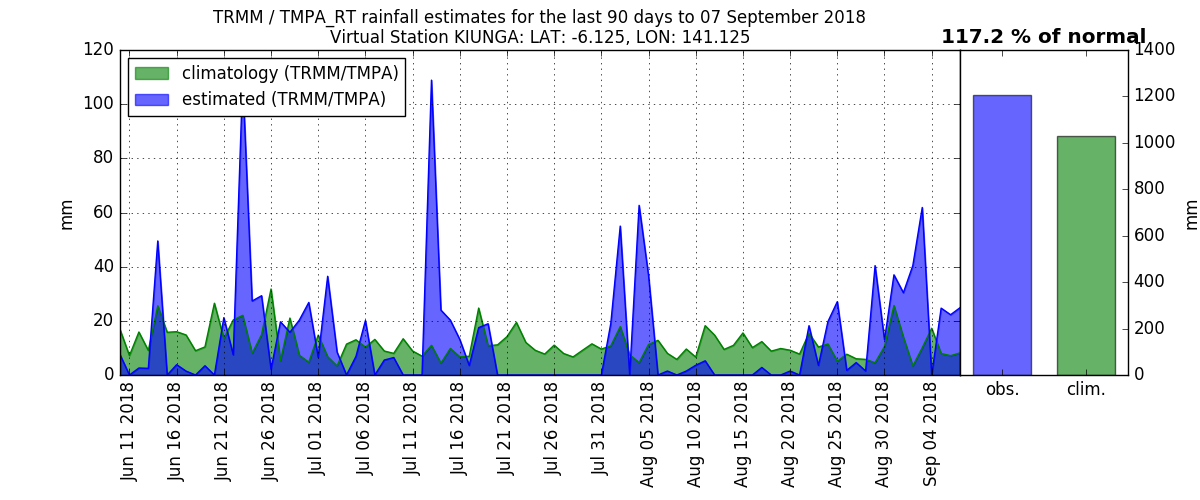 TRMM / TMPA_RT rainfall estimates for the last 90 days to 07 September 2018
Virtual Station KIUNGA: LAT: -6.125, LON: 141.125
117.2 % of normal
climatology (TRMM/TMPA)
estimated (TRMM/TMPA)
mm
120
100
80
60
40
20
0
Jun 11 2018
Jun 16 2018
Jun 21 2018
Jun 26 2018
Jul 01 2018
Jul 06 2018
Jul 11 2018
Jul 16 2018
Jul 21 2018
Jul 26 2018
Jul 31 2018
Aug 05 2018
Aug 10 2018
Aug 15 2018
Aug 20 2018
Aug 25 2018
Aug 30 2018
Sep 04 2018
obs.
clim.
1400
1200
1000
800
600
400
200
0
mm